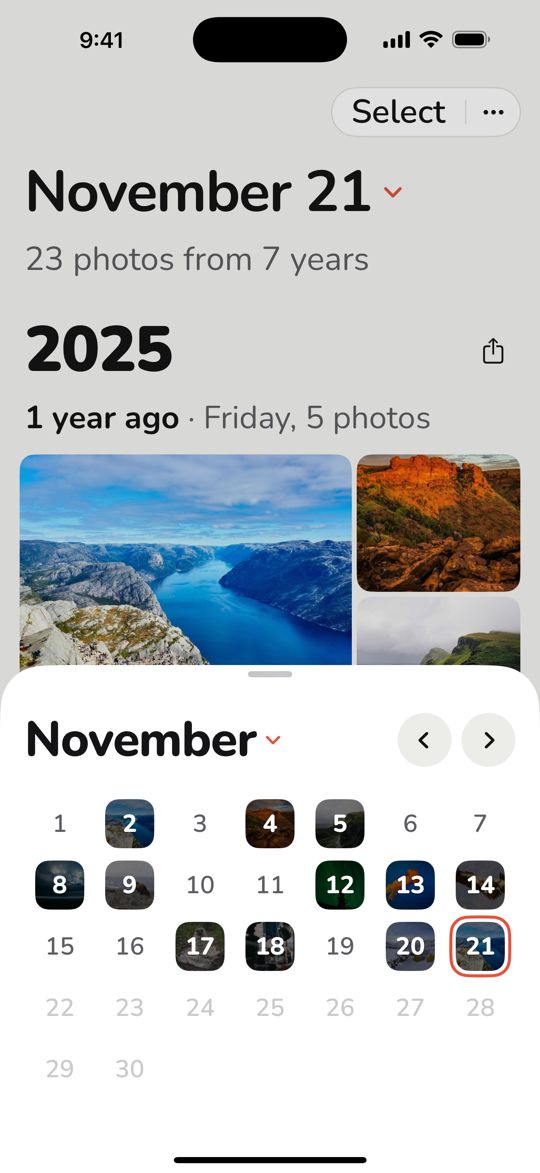 9:41
Select ...
November 21
23 photos from 7 years
2025
1 year ago · Friday, 5 photos
November
1 2 3 4 5 6 7
8 9 10 11 12 13 14
15 16 17 18 19 20 21
22 23 24 25 26 27 28
29 30